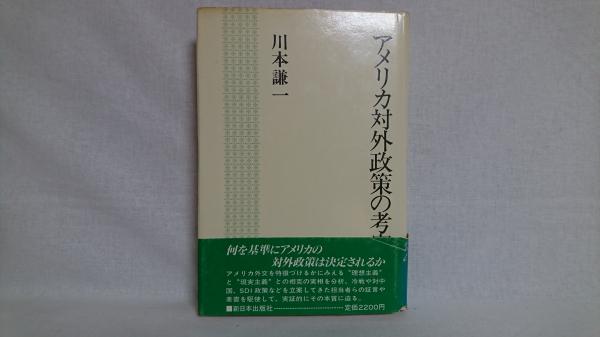 アメリカ対外政策の考
川本謙一
何を基準にアメリカの
対外政策は決定されるか
アメリカ外交を特徴づけるかにみえる“理想主義”
と“現実主義”との相克の実相を分析、冷戦や対中
国、SDI政策などを立案してきた担当者らの証言や
著書を駆使して、実証的にその本質に迫る。
■新日本出版社------定価2200円